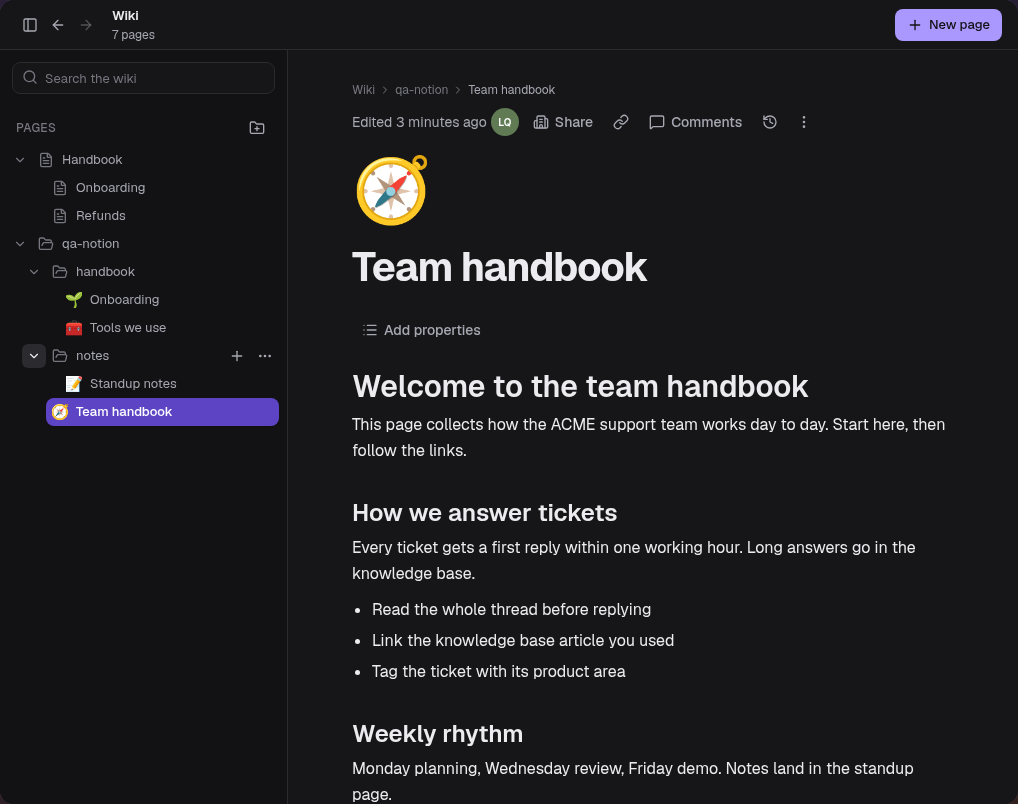 Wiki
7 pages
New page
Search the wiki
PAGES
Handbook
Onboarding
Refunds
qa-notion
handbook
Onboarding
Tools we use
notes
Standup notes
Team handbook
Wiki > qa-notion > Team handbook
Edited 3 minutes ago LQ Share Comments
Team handbook
Add properties
Welcome to the team handbook
This page collects how the ACME support team works day to day. Start here, then
follow the links.
How we answer tickets
Every ticket gets a first reply within one working hour. Long answers go in the
knowledge base.
• Read the whole thread before replying
• Link the knowledge base article you used
• Tag the ticket with its product area
Weekly rhythm
Monday planning, Wednesday review, Friday demo. Notes land in the standup
page.